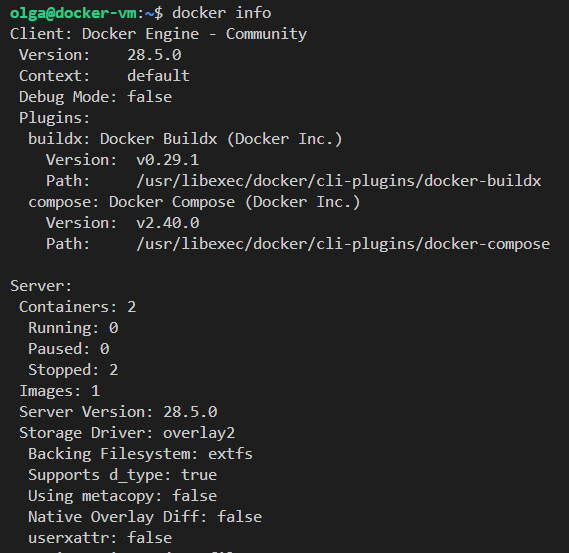 olga@docker-vm:~$ docker info
Client: Docker Engine - Community
 Version:    28.5.0
 Context:    default
 Debug Mode: false
 Plugins:
  buildx: Docker Buildx (Docker Inc.)
    Version:  v0.29.1
    Path:     /usr/libexec/docker/cli-plugins/docker-buildx
  compose: Docker Compose (Docker Inc.)
    Version:  v2.40.0
    Path:     /usr/libexec/docker/cli-plugins/docker-compose

Server:
 Containers: 2
  Running: 0
  Paused: 0
  Stopped: 2
 Images: 1
 Server Version: 28.5.0
 Storage Driver: overlay2
  Backing Filesystem: extfs
  Supports d_type: true
  Using metacopy: false
  Native Overlay Diff: false
  userxattr: false